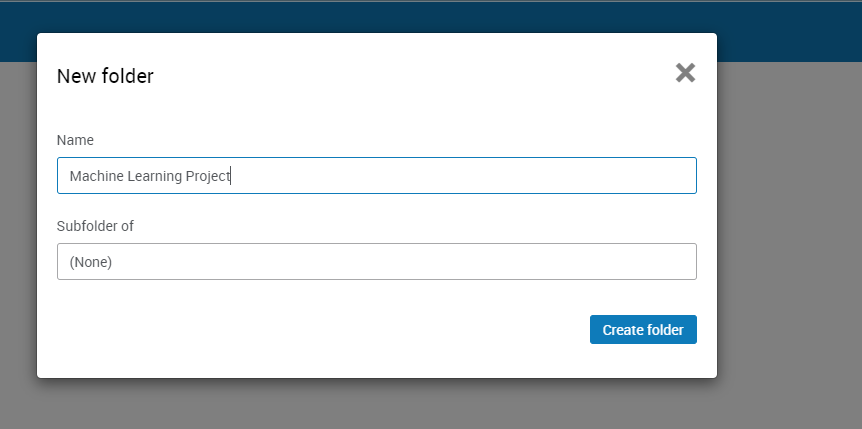 New folder
Name
Machine Learning Project
Subfolder of
(None)
Create folder